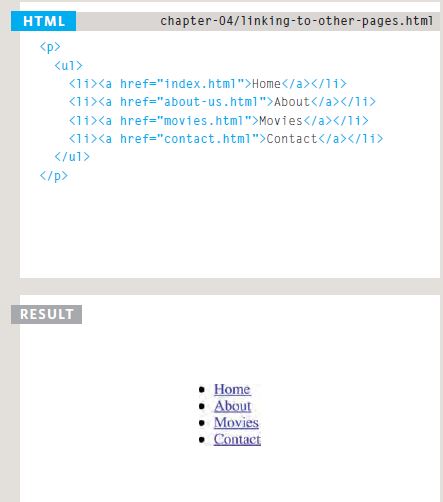 HTML chapter-04/linking-to-other-pages.html
<p>
<ul>
<li><a href="index.html">Home</a></li>
<li><a href="about-us.html">About</a></li>
<li><a href="movies.html">Movies</a></li>
<li><a href="contact.html">Contact</a></li>
</ul>
</p>
RESULT
Home
About
Movies
Contact